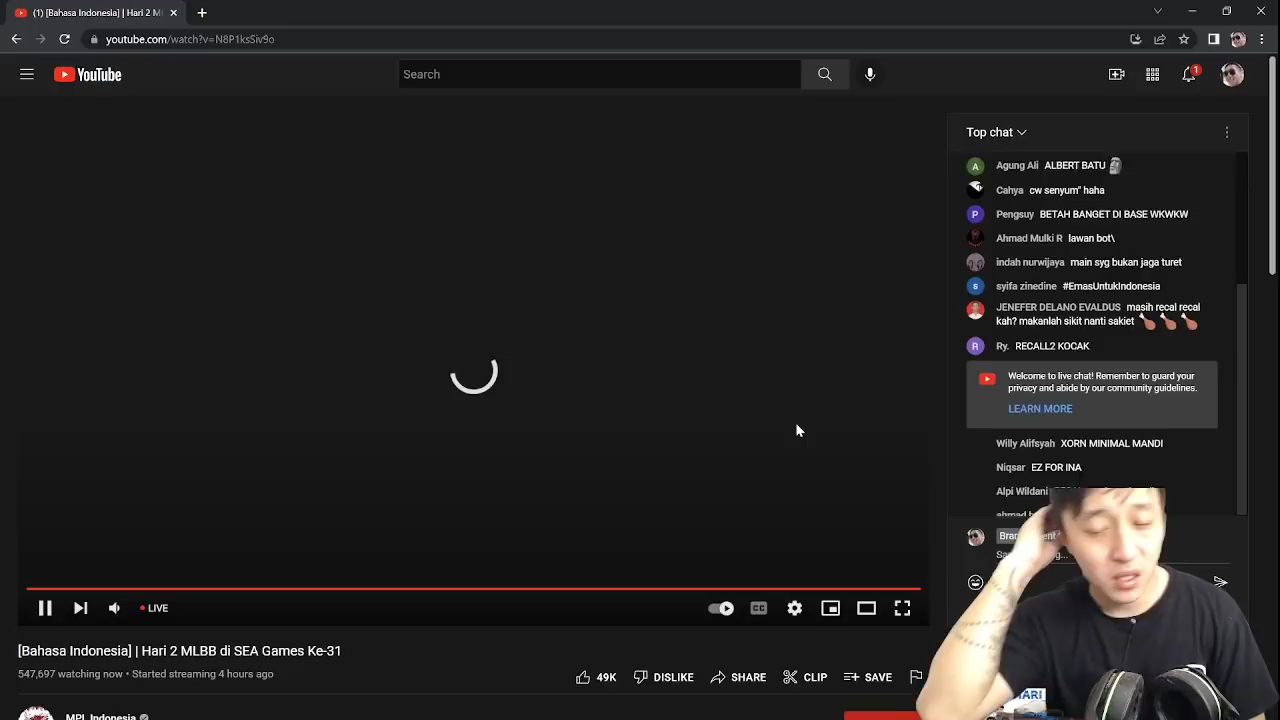 (1) [Bahasa Indonesia] | Hari 2 M
youtube.com/watch?v=N8P1ksSiv9o
YouTube
Search
1
Top chat
A Agung Ali ALBERT BATU
Cahya cw senyum" haha
P Pengsuy BETAH BANGET DI BASE WKWKW
Ahmad Mulki R lawan bot\
indah nurwijaya main syg bukan jaga turet
s syifa zinedine #EmasUntukIndonesia
JENEFER DELANO EVALDUS masih recal recal
kah? makanlah sikit nanti sakiet
R Ry. RECALL2 KOCAK
Welcome to live chat! Remember to guard your
privacy and abide by our community guidelines.
LEARN MORE
Willy Alifsyah XORN MINIMAL MANDI
Niqsar EZ FOR INA
Alpi Wildani
LIVE
CC
[Bahasa Indonesia] | Hari 2 MLBB di SEA Games Ke-31
547,697 watching now • Started streaming 4 hours ago
49K DISLIKE SHARE CLIP SAVE
MPL Indonesia